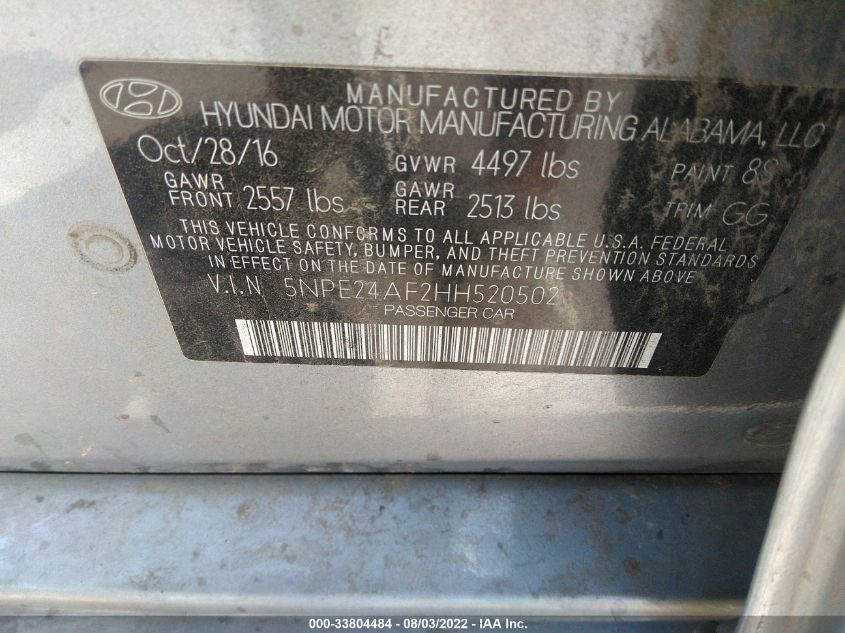 MANUFACTURED BY
HYUNDAI MOTOR MANUFACTURING ALABAMA, LLC
Oct/28/16 GVWR 4497 lbs PAINT 8S
GAWR FRONT 2557 lbs GAWR REAR 2513 lbs TRIM GG
THIS VEHICLE CONFORMS TO ALL APPLICABLE U.S.A. FEDERAL
MOTOR VEHICLE SAFETY, BUMPER, AND THEFT PREVENTION STANDARDS
IN EFFECT ON THE DATE OF MANUFACTURE SHOWN ABOVE.
V.I.N 5NPE24AF2HH520502
PASSENGER CAR
000-33804484 - 08/03/2022 - IAA Inc.